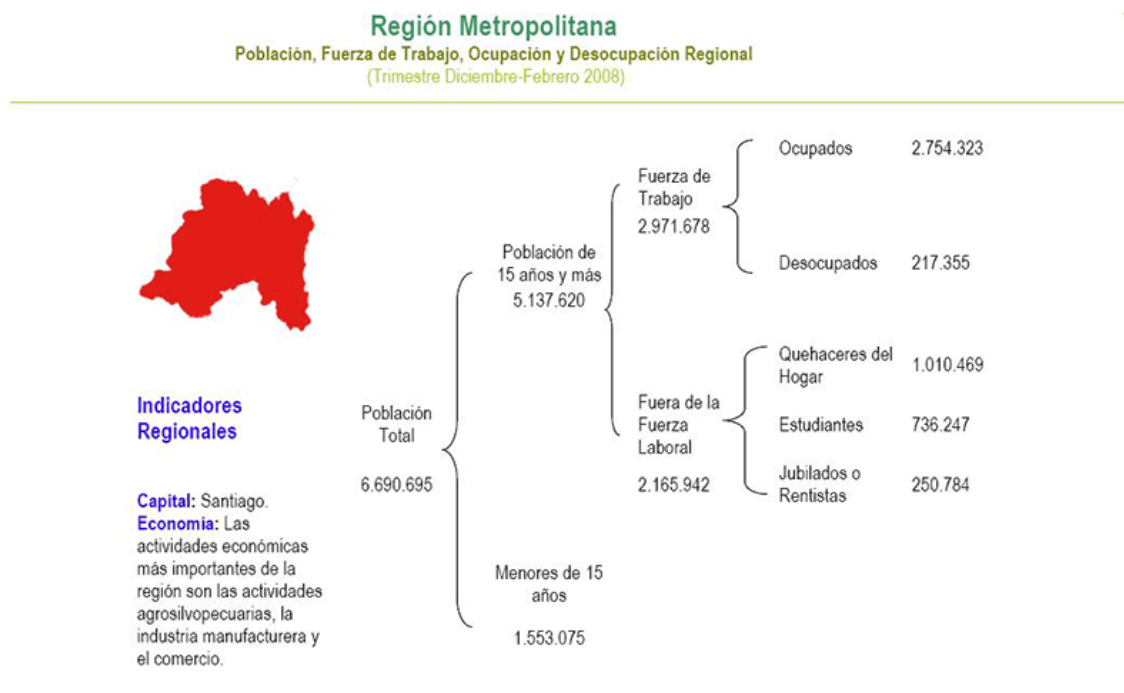 Región Metropolitana
Población, Fuerza de Trabajo, Ocupación y Desocupación Regional
(Trimestre Diciembre-Febrero 2008)
Indicadores
Regionales
Capital: Santiago.
Economía: Las
actividades económicas
más importantes de la
región son las actividades
agrosilvopecuarias, la
industria manufacturera y
el comercio.
Población
Total
6.690.695
Población de
15 años y más
5.137.620
Menores de 15
años
1.553.075
Fuerza de
Trabajo
2.971.678
Fuera de la
Fuerza
Laboral
2.165.942
Ocupados 2.754.323
Desocupados 217.355
Quehaceres del
Hogar 1.010.469
Estudiantes 736.247
Jubilados o
Rentistas 250.784